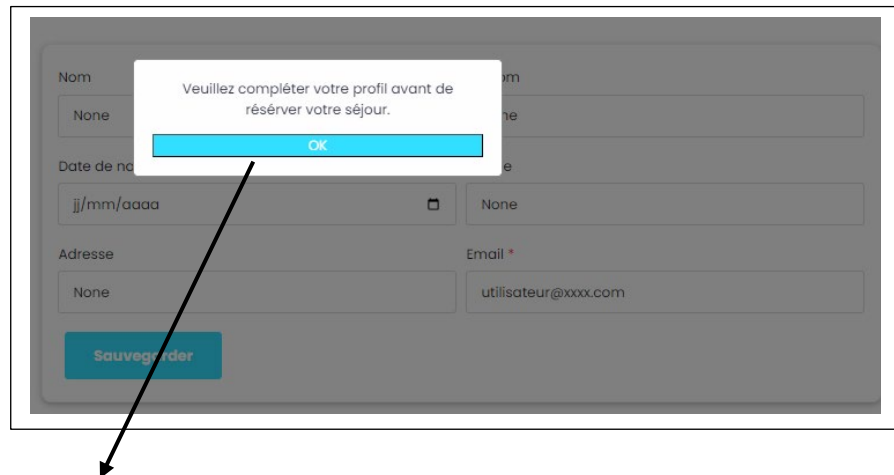 Nom
Veuillez compléter votre profil avant de
résérver votre séjour.
OK
None
Date de na
jj/mm/aaaa
None
Adresse
Email *
None
utilisateur@xxxx.com
Sauvegarder